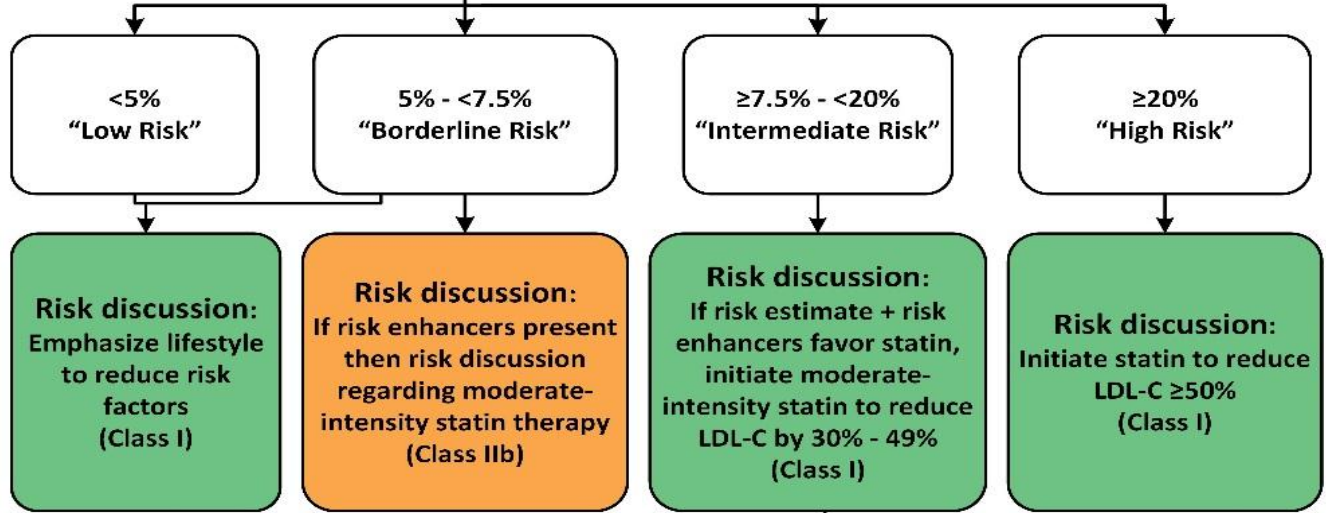 <5%
“Low Risk”
5% - <7.5%
“Borderline Risk”
≥7.5% - <20%
“Intermediate Risk”
≥20%
“High Risk”
Risk discussion:
Emphasize lifestyle
to reduce risk
factors
(Class I)
Risk discussion:
If risk enhancers present
then risk discussion
regarding moderate-
intensity statin therapy
(Class IIb)
Risk discussion:
If risk estimate + risk
enhancers favor statin,
initiate moderate-
intensity statin to reduce
LDL-C by 30% - 49%
(Class I)
Risk discussion:
Initiate statin to reduce
LDL-C ≥50%
(Class I)